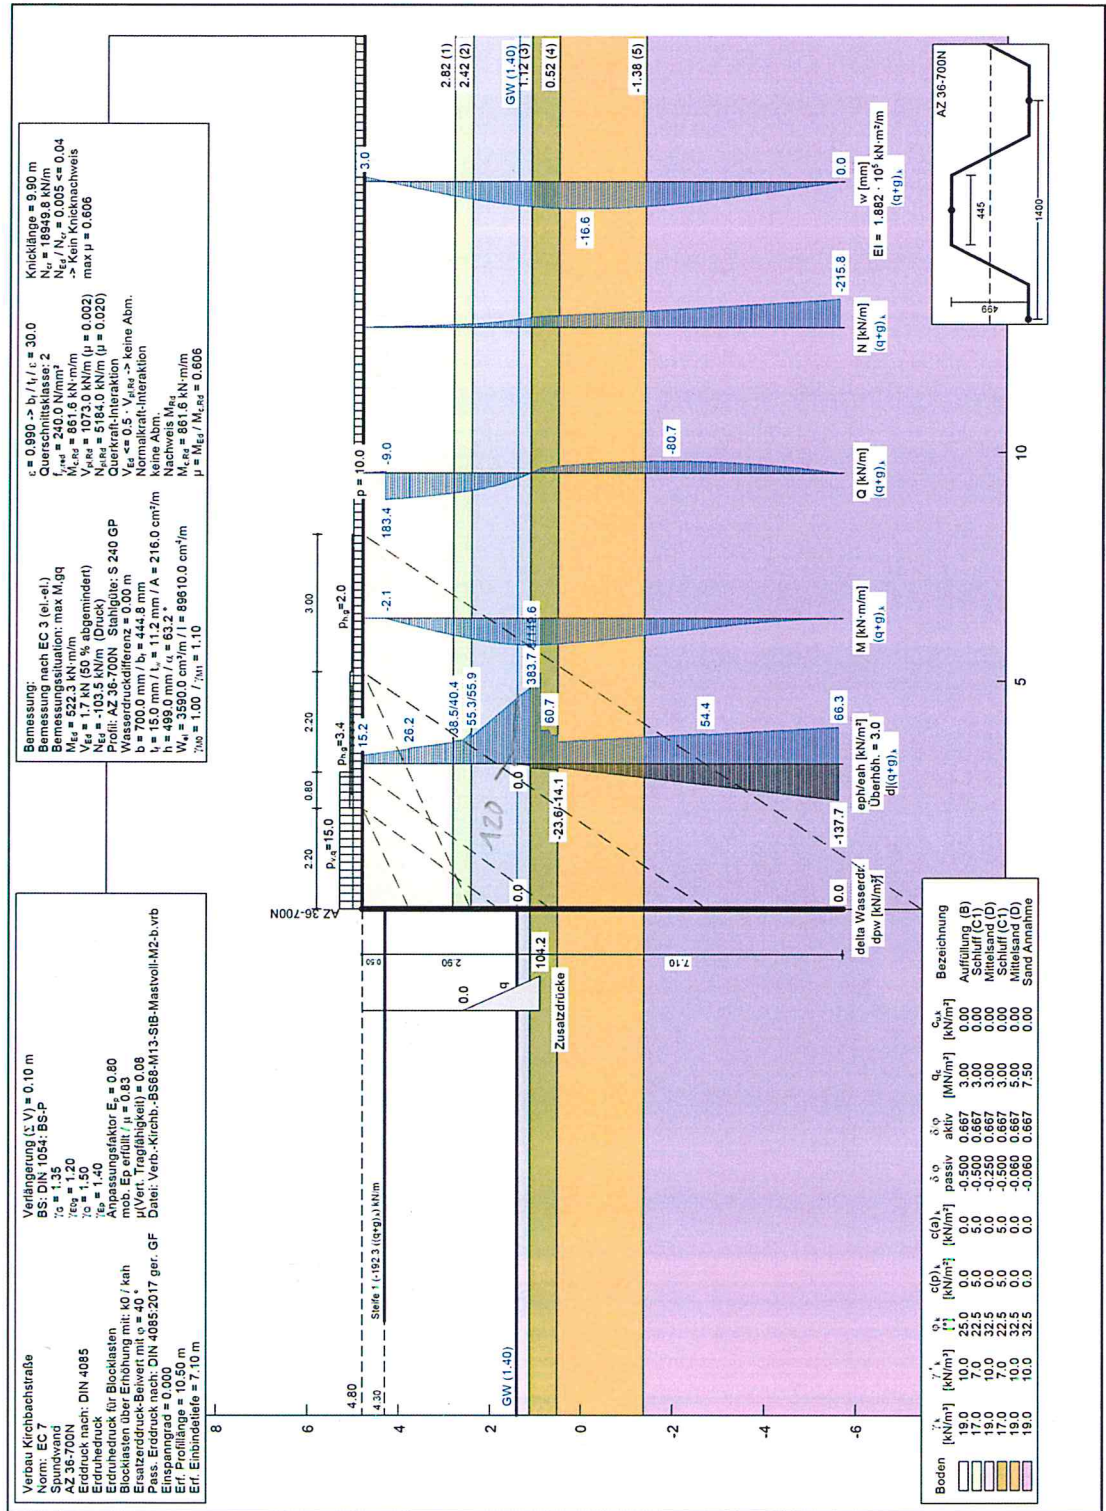 Verbau Kirchbachstraße
Norm: EC 7
Spundwand
AZ 36-700N
Erddruck nach: DIN 4085
Erdruhedruck
Erdruhedruck für Blocklasten
Blocklasten über Erhöhung mit: k0 / kah
Ersatzerddruck-Beiwert mit φ = 40 °
Pass. Erddruck nach: DIN 4085:2017 ger. GF
Einspanngrad = 0.000
Erf. Profillänge = 10.50 m
Erf. Einbindetiefe = 7.10 m
Verlängerung (Σ V) = 0.10 m
BS: DIN 1054: BS-P
γG = 1.35
γE0g = 1.20
γQ = 1.50
γEp = 1.40
Anpassungsfaktor Ep = 0.80
mob. Ep erfüllt / μ = 0.83
μ(Vert. Tragfähigkeit) = 0.08
Datei: Verb.-Kirchb.-BS68-M13-StB-Mastvoll-M2-b.vrb
Bemessung:
Bemessung nach EC 3 (el.-el.)
Bemessungssituation: max M,gq
MEd = 522.3 kN·m/m
VEd = 1.7 kN (50 % abgemindert)
NEd = -103.5 kN/m (Druck)
Profil: AZ 36-700N Stahlgüte: S 240 GP
Wasserdruckdifferenz = 0.00 m
b = 700.0 mm / bf = 444.8 mm
tf = 15.0 mm / tw = 11.2 mm / A = 216.0 cm²/m
h = 499.0 mm / α = 63.2 °
Wel = 3590.0 cm³/m / I = 89610.0 cm⁴/m
γM0 = 1.00 / γM1 = 1.10
ε = 0.990 -> bf / tf / ε = 30.0
Querschnittsklasse: 2
fy,red = 240.0 N/mm²
Mc,Rd = 861.6 kN·m/m
Vpl,Rd = 1073.0 kN/m (μ = 0.002)
Npl,Rd = 5184.0 kN/m (μ = 0.020)
Querkraft-Interaktion
VEd <= 0.5 · Vpl,Rd -> keine Abm.
Normalkraft-Interaktion
keine Abm.
Nachweis MRd
Mc,Rd = 861.6 kN·m/m
μ = MEd / Mc,Rd = 0.606
Knicklänge = 9.90 m
Ncr = 18949.8 kN/m
NEd / Ncr = 0.005 <= 0.04
-> Kein Knicknachweis
max μ = 0.606
2.20
0.80
2.20
3.00
pv,q=15.0
ph,g=3.4
ph,g=2.0
p = 10.0
AZ 36-700N
4.80
4.30
Steife 1 (-192.3 ((q+g)k) kN/m
GW (1.40)
0.50
2.90
7.10
0.0
q
104.2
Zusatzdrücke
120
0.0
0.0
delta Wasserdr.
dpw [kN/m²]
15.2
26.2
38.5/40.4
55.3/55.9
0.0
60.7
-23.6/-14.1
54.4
66.3
-137.7
eph/eah [kN/m²]
Überhöh. = 3.0
d|(q+g)k
-2.1
M [kN·m/m]
(q+g)k
183.4
-9.0
-80.7
Q [kN/m]
(q+g)k
-215.8
N [kN/m]
(q+g)k
3.0
-16.6
0.0
w [mm]
EI = 1.882 · 10⁵ kN·m²/m
(q+g)k
2.82 (1)
2.42 (2)
GW (1.40)
1.12 (3)
0.52 (4)
-1.38 (5)
4
2
0
-2
-4
-6
5
10
AZ 36-700N
445
499
1400
Boden γk [kN/m³] γ'k [kN/m³] φk [°] c(p)k [kN/m²] c(a)k [kN/m²] δ/φ passiv δ/φ aktiv qc [MN/m²] cu,k [kN/m²] Bezeichnung
19.0 10.0 25.0 0.0 0.0 -0.500 0.667 3.00 0.00 Auffüllung (B)
17.0 7.0 22.5 5.0 5.0 -0.500 0.667 3.00 0.00 Schluff (C1)
19.0 10.0 32.5 0.0 0.0 -0.250 0.667 3.00 0.00 Mittelsand (D)
17.0 7.0 22.5 5.0 5.0 -0.500 0.667 3.00 0.00 Schluff (C1)
19.0 10.0 32.5 0.0 0.0 -0.060 0.667 5.00 0.00 Mittelsand (D)
19.0 10.0 32.5 0.0 0.0 -0.060 0.667 7.50 0.00 Sand Annahme